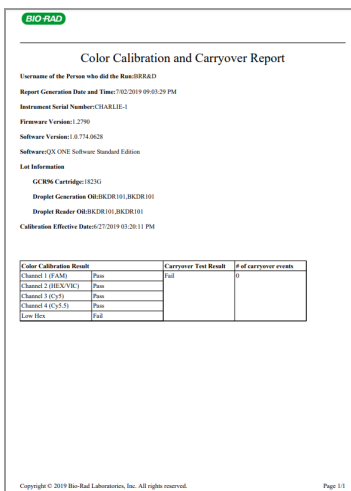 BIO-RAD
Color Calibration and Carryover Report
Username of the Person who did the Run:BRR&D
Report Generation Date and Time:7/02/2019 09:03:29 PM
Instrument Serial Number:CHARLIE-1
Firmware Version:1.2790
Software Version:1.0.774.0628
Software:QX ONE Software Standard Edition
Lot Information
GCR96 Cartridge:1823G
Droplet Generation Oil:BKDR101,BKDR101
Droplet Reader Oil:BKDR101,BKDR101
Calibration Effective Date:6/27/2019 03:20:11 PM
Color Calibration Result Carryover Test Result # of carryover events
Channel 1 (FAM) Pass Fail 0
Channel 2 (HEX/VIC) Pass
Channel 3 (Cy5) Pass
Channel 4 (Cy5.5) Pass
Low Hex Fail
Copyright © 2019 Bio-Rad Laboratories, Inc. All rights reserved. Page 1/1